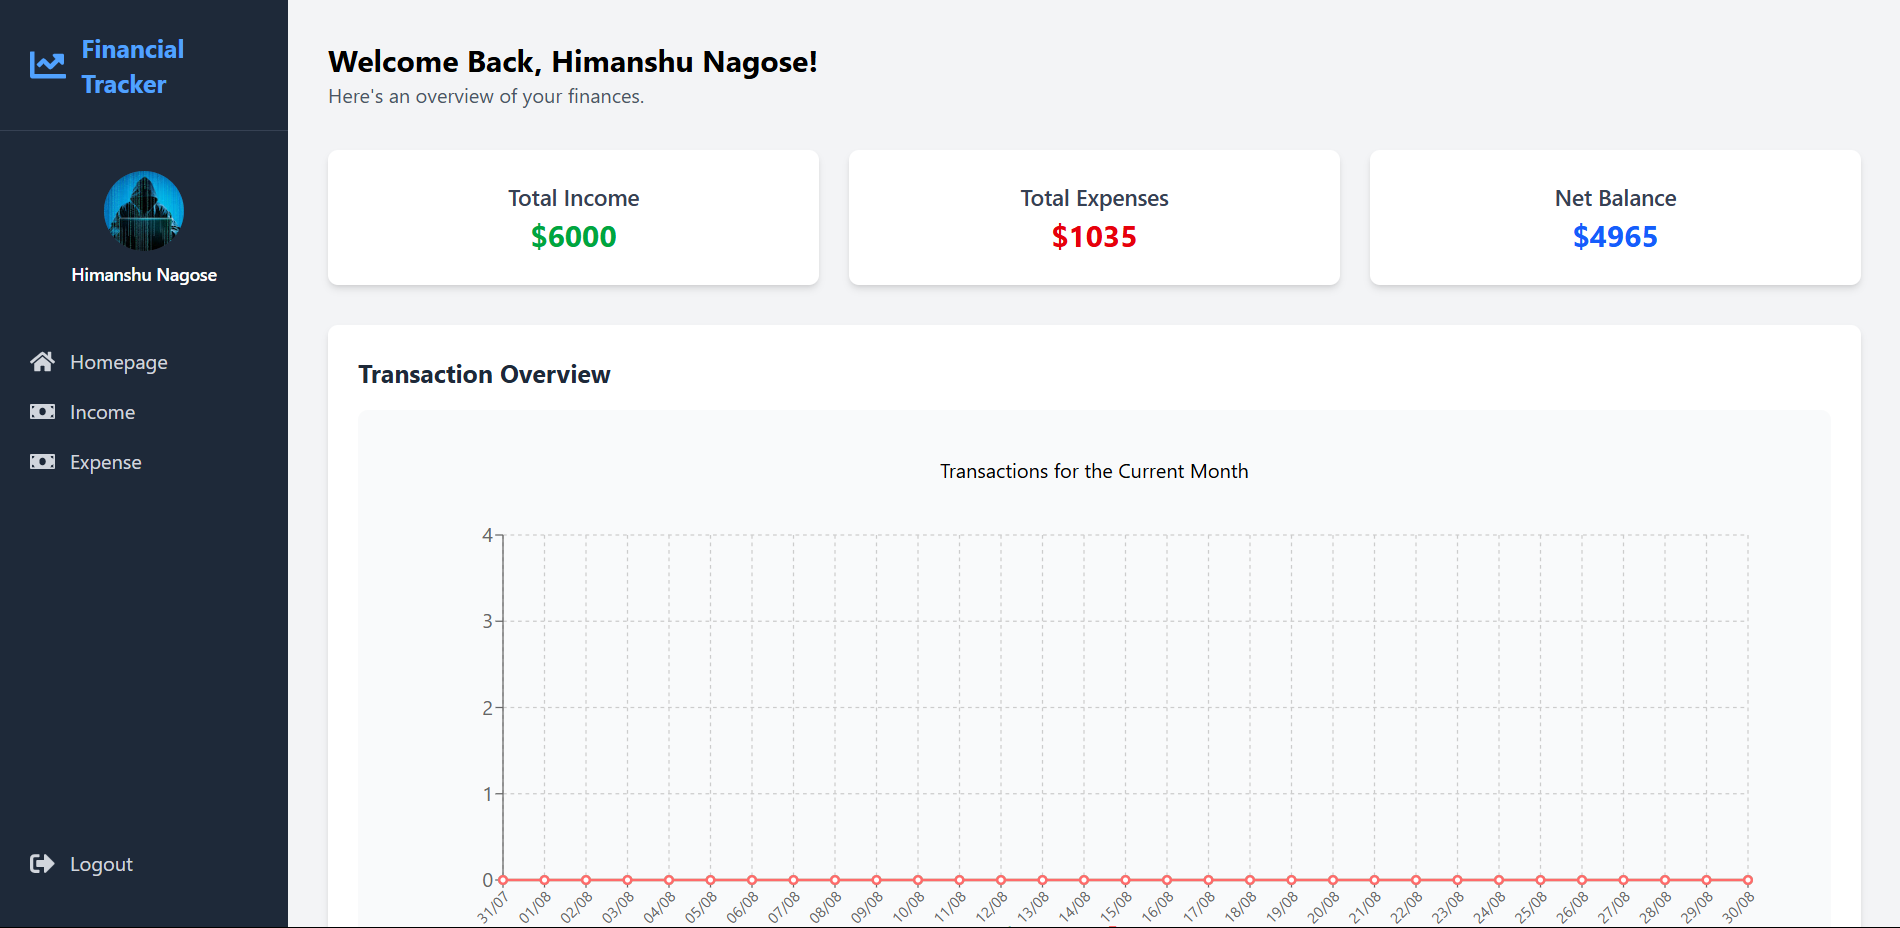 Financial
Tracker
Himanshu Nagose
Homepage
Income
Expense
Logout
Welcome Back, Himanshu Nagose!
Here's an overview of your finances.
Total Income
$6000
Total Expenses
$1035
Net Balance
$4965
Transaction Overview
Transactions for the Current Month
4
3
2
1
0
31/07 01/08 02/08 03/08 04/08 05/08 06/08 07/08 08/08 09/08 10/08 11/08 12/08 13/08 14/08 15/08 16/08 17/08 18/08 19/08 20/08 21/08 22/08 23/08 24/08 25/08 26/08 27/08 28/08 29/08 30/08